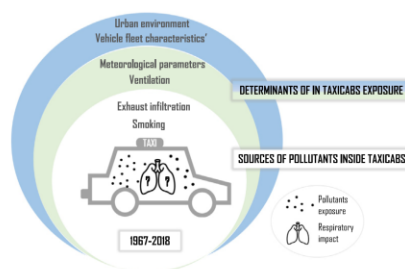 Urban environment
Vehicle fleet characteristics'
Meteorological parameters
Ventilation
DETERMINANTS OF IN TAXICABS EXPOSURE
Exhaust infiltration
Smoking
TAXI
SOURCES OF POLLUTANTS INSIDE TAXICABS
? ?
Pollutants
exposure
Respiratory
impact
1967-2018